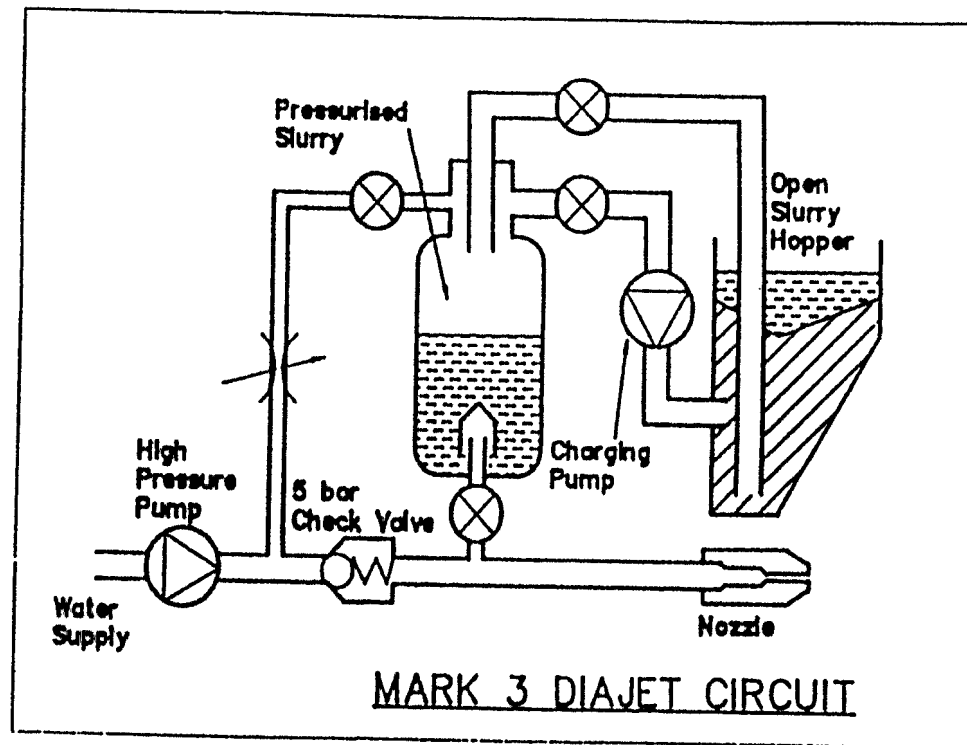 Pressurised
Slurry
Open
Slurry
Hopper
High
Pressure
Pump
5 bar
Check Valve
Charging
Pump
Water
Supply
Nozzle
MARK 3 DIAJET CIRCUIT